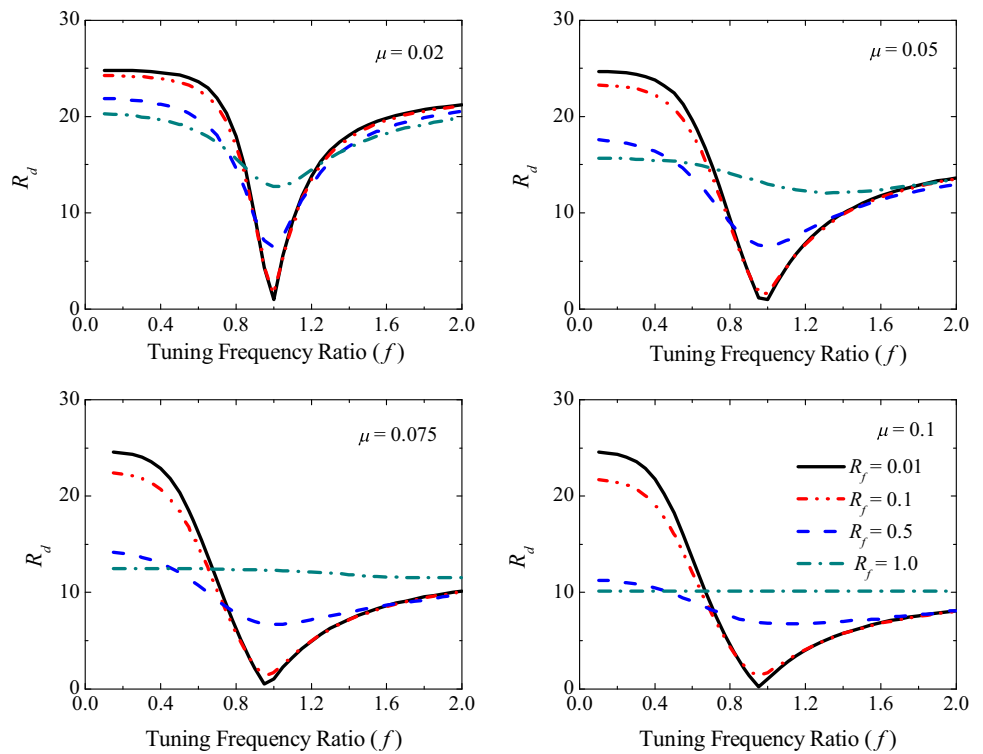 30
20
10
0
R_d
μ = 0.02
0.0 0.4 0.8 1.2 1.6 2.0
Tuning Frequency Ratio (f)
30
20
10
0
R_d
μ = 0.05
0.0 0.4 0.8 1.2 1.6 2.0
Tuning Frequency Ratio (f)
30
20
10
0
R_d
μ = 0.075
0.0 0.4 0.8 1.2 1.6 2.0
Tuning Frequency Ratio (f)
30
20
10
0
R_d
μ = 0.1
R_f = 0.01
R_f = 0.1
R_f = 0.5
R_f = 1.0
0.0 0.4 0.8 1.2 1.6 2.0
Tuning Frequency Ratio (f)